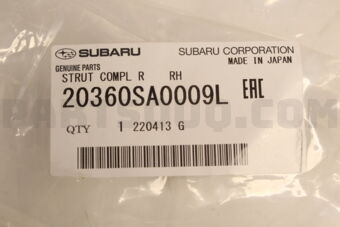 SUBARU
SUBARU CORPORATION
GENUINE PARTS
MADE IN JAPAN
STRUT COMPL R RH
20360SA0009L
EAC
QTY 1 220413 G